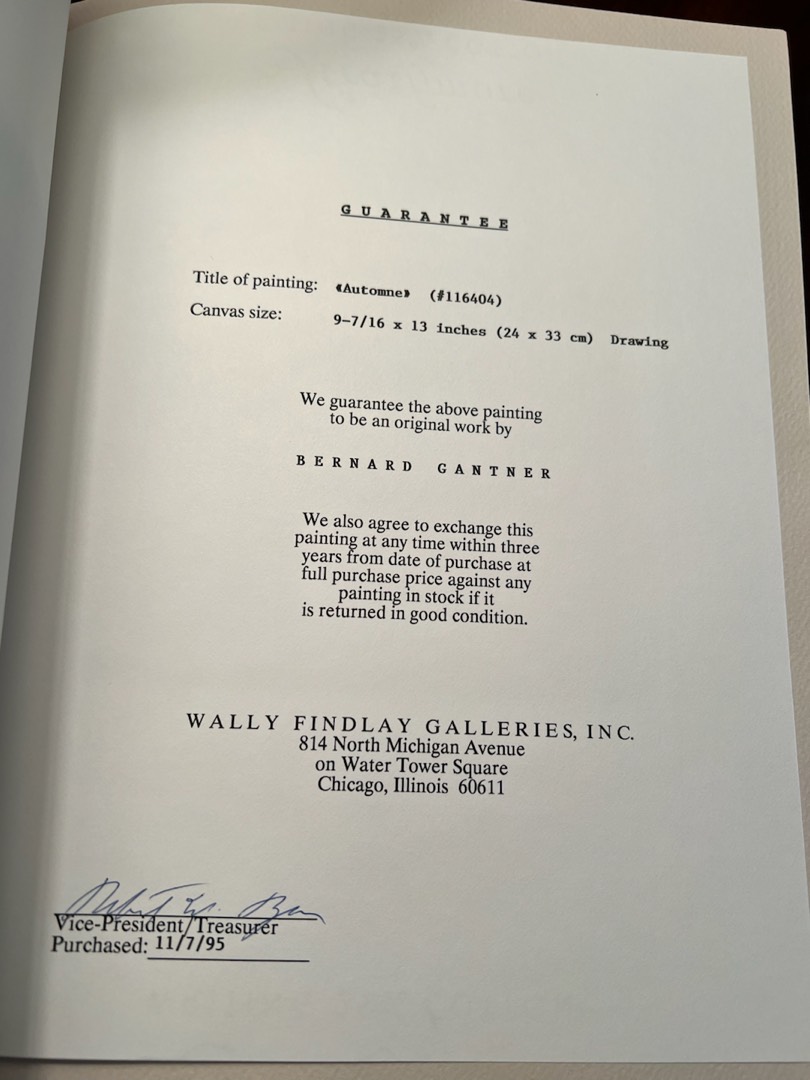 GUARANTEE
Title of painting: «Automne» (#116404)
Canvas size: 9-7/16 x 13 inches (24 x 33 cm) Drawing
We guarantee the above painting
to be an original work by
BERNARD GANTNER
We also agree to exchange this
painting at any time within three
years from date of purchase at
full purchase price against any
painting in stock if it
is returned in good condition.
WALLY FINDLAY GALLERIES, INC.
814 North Michigan Avenue
on Water Tower Square
Chicago, Illinois 60611
Vice-President/Treasurer
Purchased: 11/7/95